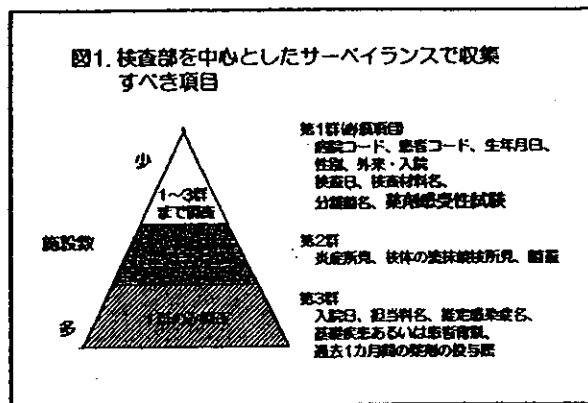 図1. 検査部を中心としたサーベイランスで収集
すべき項目
少
1〜3群
まで調査
施設数
多
第1群(必須項目)
病院コード、患者コード、生年月日、
性別、外来・入院
検査日、検査材料名、
分離菌名、薬剤感受性試験
第2群
炎症所見、検体の塗抹鏡検所見、菌量
第3群
入院日、担当科名、推定感染症名、
基礎疾患あるいは患者背景、
過去1カ月間の薬剤の投与歴